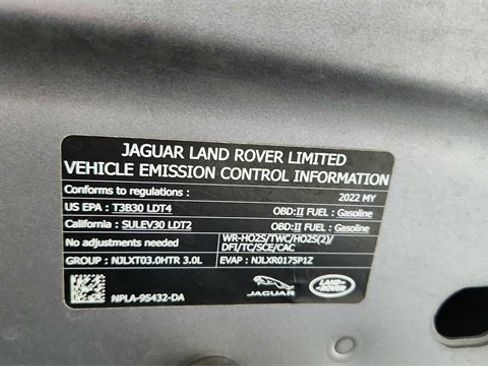 JAGUAR LAND ROVER LIMITED
VEHICLE EMISSION CONTROL INFORMATION
Conforms to regulations : 2022 MY
US EPA : T3B30 LDT4 OBD:II FUEL : Gasoline
California : SULEV30 LDT2 OBD:II FUEL : Gasoline
No adjustments needed WR-HO2S/TWC/HO2S(2)/
DFI/TC/SCE/CAC
GROUP : NJLXT03.0HTR 3.0L EVAP : NJLXR0175P1Z
NPLA-9S432-DA
JAGUAR
LAND-
ROVER